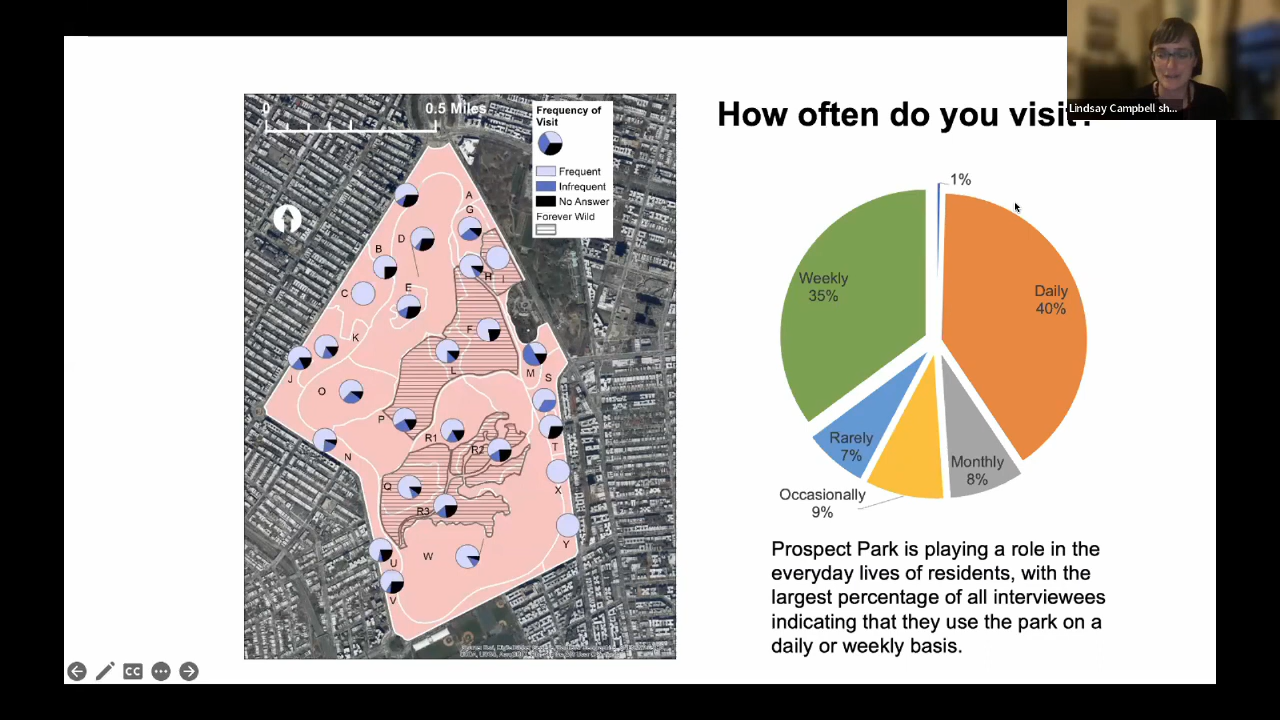 Lindsay Campbell sh...
How often do you visit?
0
0.5 Miles
Frequency of
Visit
Frequent
Infrequent
No Answer
Forever Wild
A
G
B
D
H
I
C
E
F
K
J
L
M
S
O
P
R1
R2
T
N
Q
X
R3
Y
W
U
V
1%
Weekly
35%
Daily
40%
Rarely
7%
Monthly
8%
Occasionally
9%
Prospect Park is playing a role in the
everyday lives of residents, with the
largest percentage of all interviewees
indicating that they use the park on a
daily or weekly basis.
CC